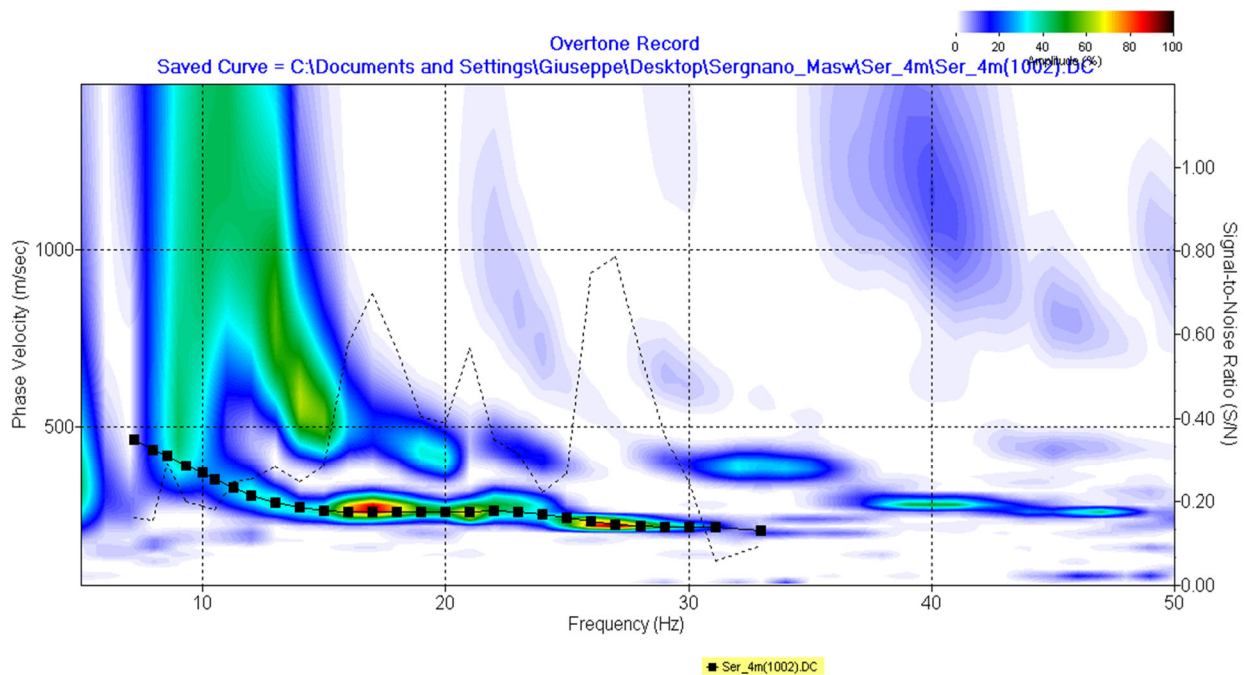 0 20 40 60 80 100
Amplitude (%)
Overtone Record
Saved Curve = C:\Documents and Settings\Giuseppe\Desktop\Sergnano_Masw\Ser_4m\Ser_4m(1002).DC
Phase Velocity (m/sec)
1000
500
1.00
0.80
0.60
0.40
0.20
0.00
Signal-to-Noise Ratio (S/N)
10 20 30 40 50
Frequency (Hz)
Ser_4m(1002).DC